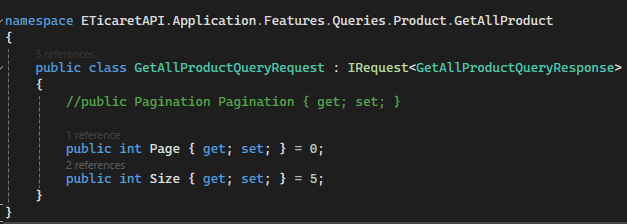 namespace ETicaretAPI.Application.Features.Queries.Product.GetAllProduct
{
3 references
public class GetAllProductQueryRequest : IRequest<GetAllProductQueryResponse>
{
//public Pagination Pagination { get; set; }
1 reference
public int Page { get; set; } = 0;
2 references
public int Size { get; set; } = 5;
}
}